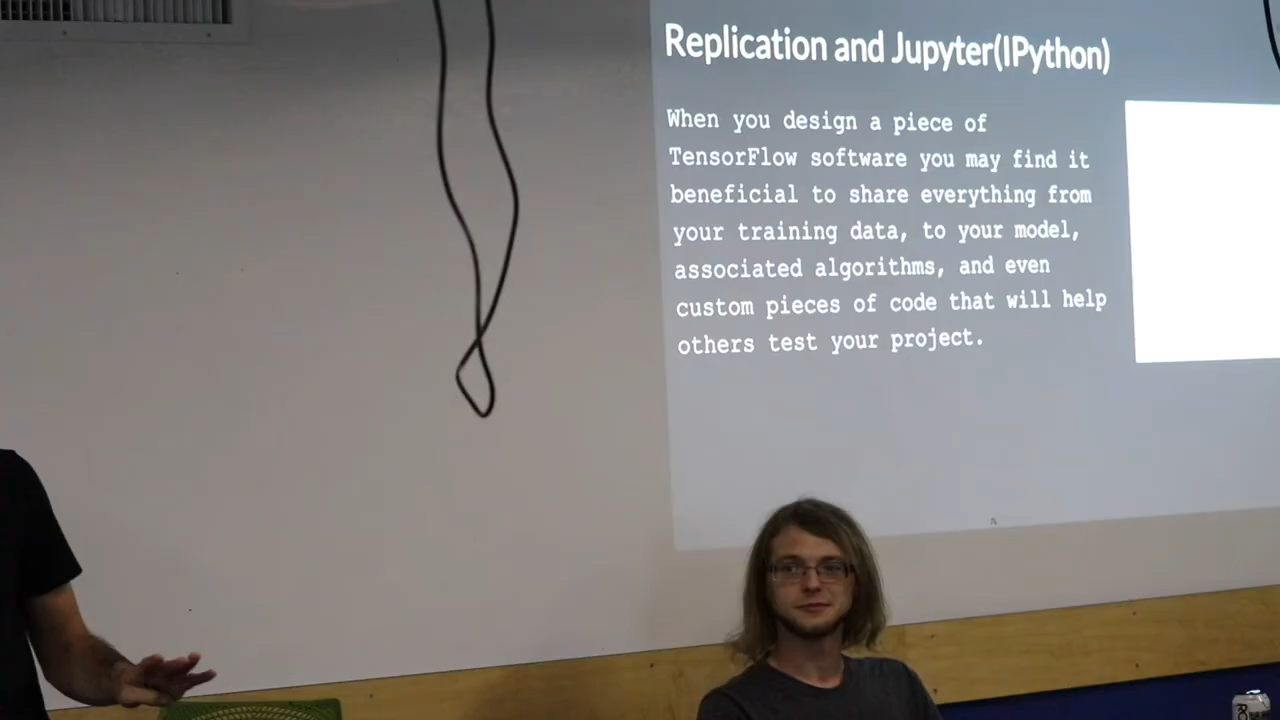 Replication and Jupyter(IPython)
When you design a piece of
TensorFlow software you may find it
beneficial to share everything from
your training data, to your model,
associated algorithms, and even
custom pieces of code that will help
others test your project.